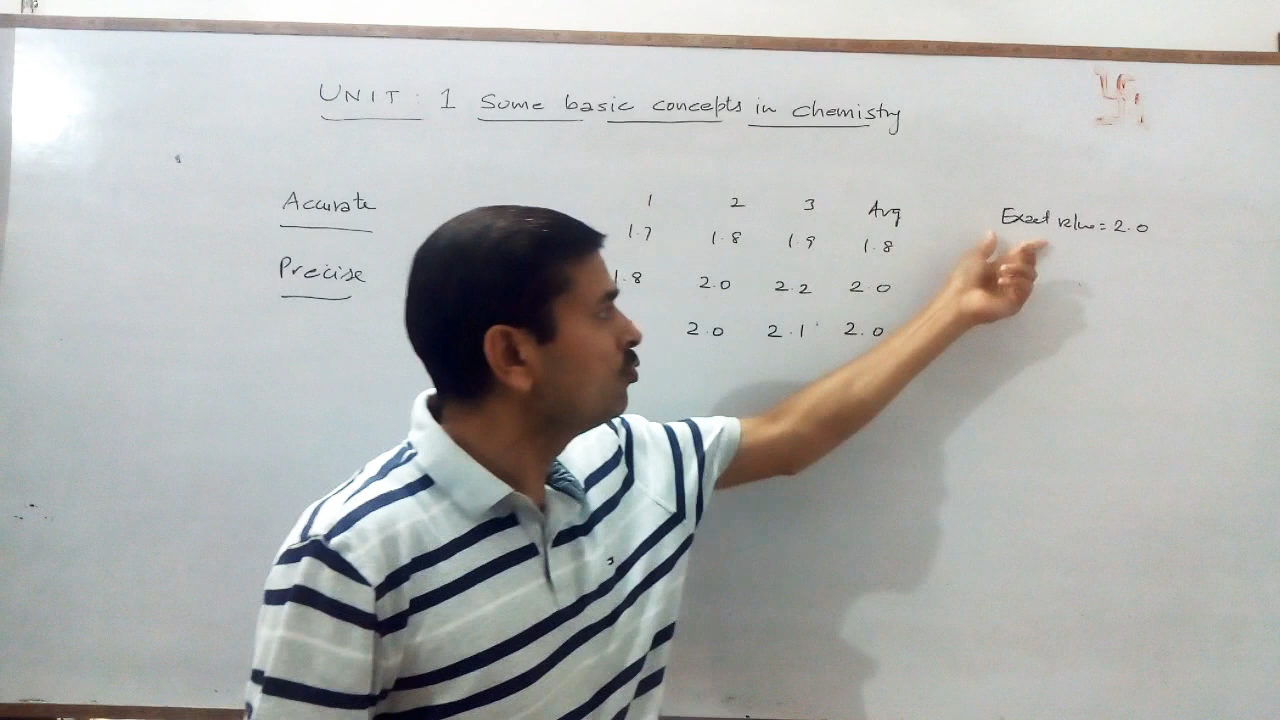 UNIT : 1 Some basic concepts in chemistry
Accurate
Precise
1 2 3 Avg
1.7 1.8 1.9 1.8
1.8 2.0 2.2 2.0
2.0 2.1 2.0
Exact value = 2.0